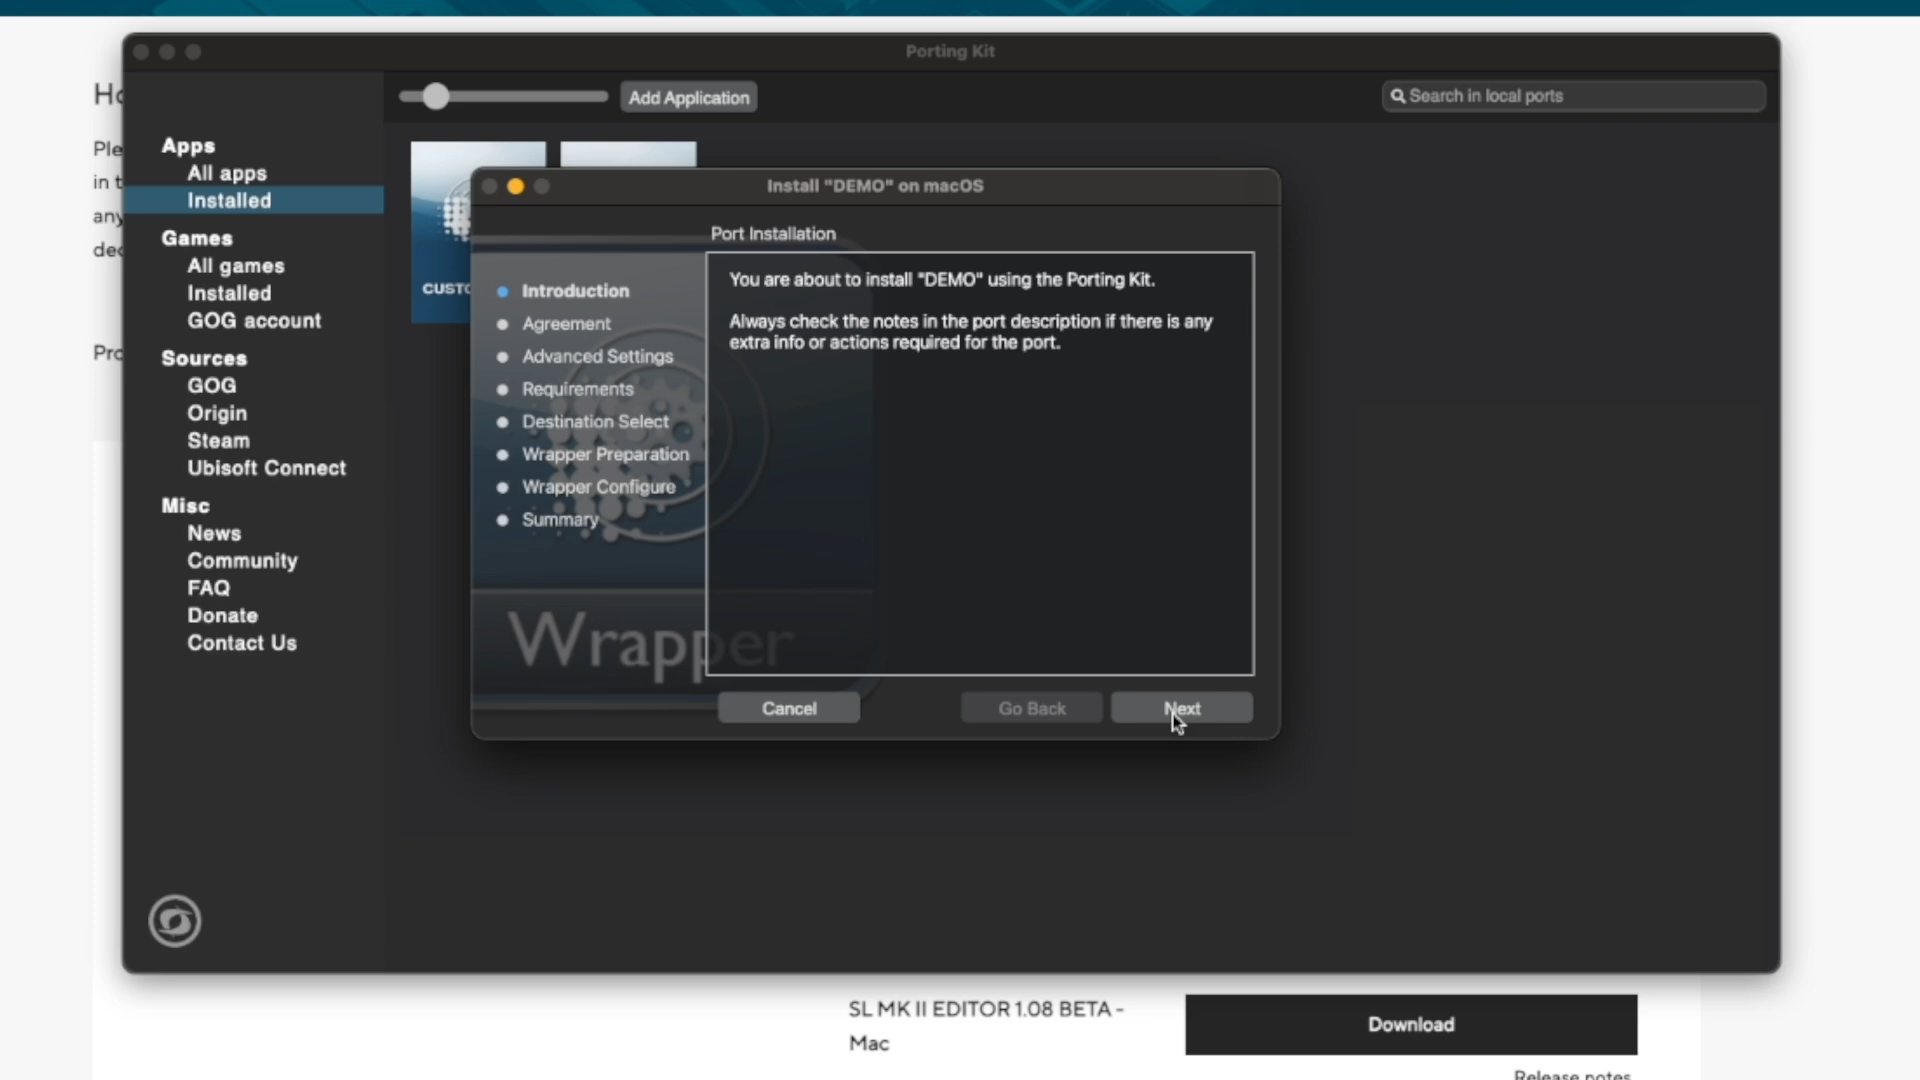 Porting Kit
Add Application
Search in local ports
Apps
All apps
Installed
Games
All games
Installed
GOG account
Sources
GOG
Origin
Steam
Ubisoft Connect
Misc
News
Community
FAQ
Donate
Contact Us
Install "DEMO" on macOS
Port Installation
Introduction
Agreement
Advanced Settings
Requirements
Destination Select
Wrapper Preparation
Wrapper Configure
Summary
Wrapper
You are about to install "DEMO" using the Porting Kit.
Always check the notes in the port description if there is any
extra info or actions required for the port.
Cancel
Go Back
Next
SL MK II EDITOR 1.08 BETA -
Mac
Download
Release notes